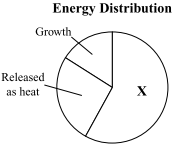 Energy Distribution
Growth
Released
as heat
X